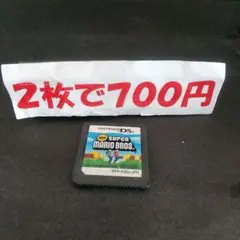 2枚で700円
NINTENDO DS
NEW SUPER
MARIO BROS.